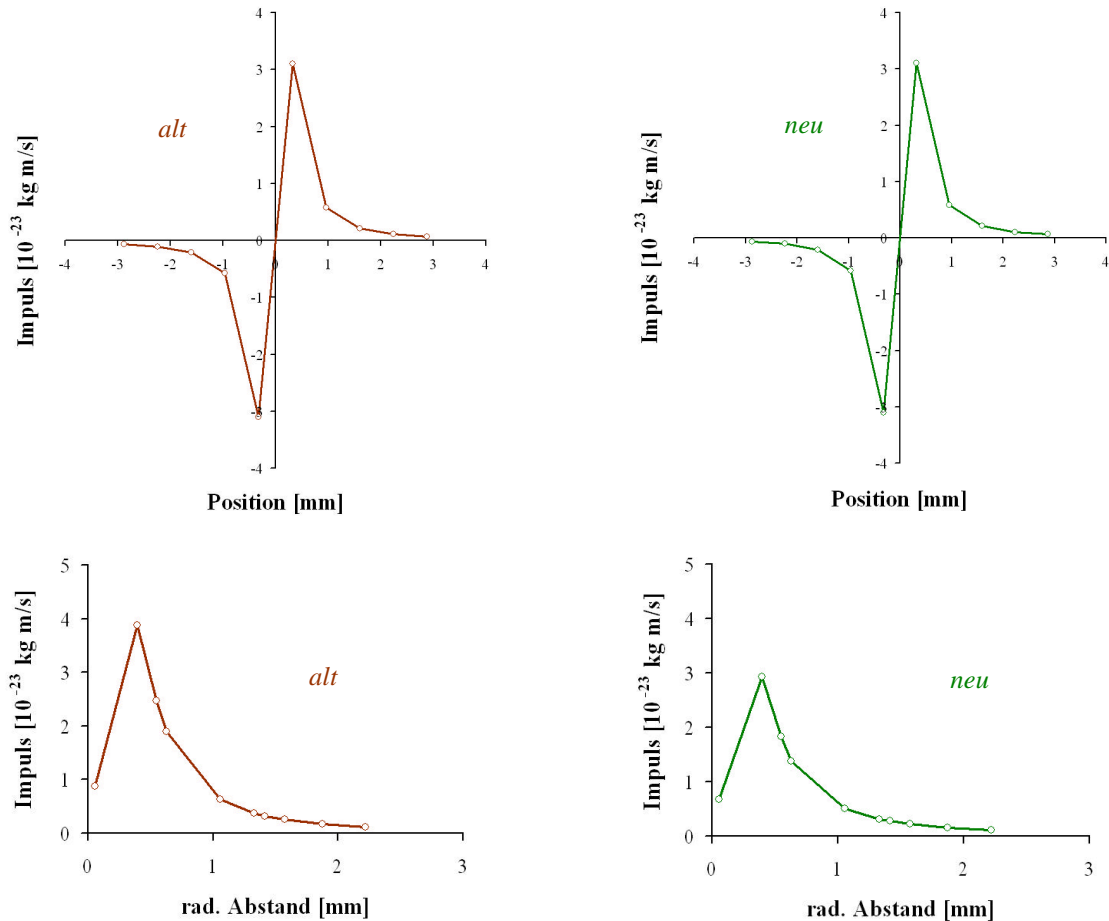 4
3
2
1
0
-1
-2
-3
-4
-4 -3 -2 -1 0 1 2 3 4
Impuls [10⁻²³ kg m/s]
alt
Position [mm]
4
3
2
1
0
-1
-2
-3
-4
-4 -3 -2 -1 0 1 2 3 4
Impuls [10⁻²³ kg m/s]
neu
Position [mm]
5
4
3
2
1
0
0 1 2 3
Impuls [10⁻²³ kg m/s]
alt
rad. Abstand [mm]
5
4
3
2
1
0
0 1 2 3
Impuls [10⁻²³ kg m/s]
neu
rad. Abstand [mm]